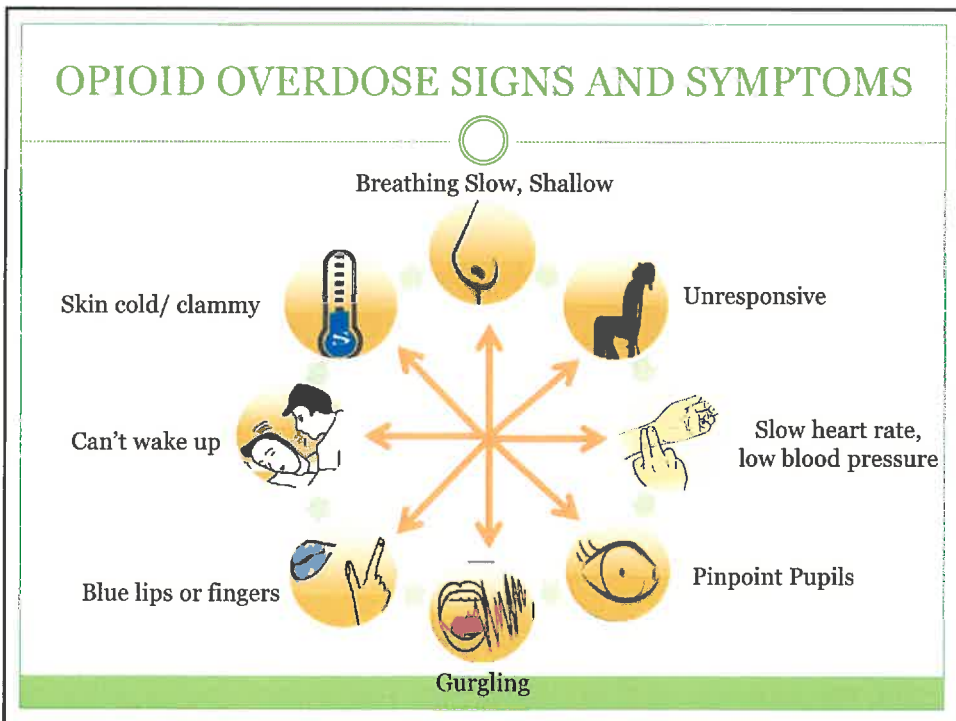 OPIOID OVERDOSE SIGNS AND SYMPTOMS
Breathing Slow, Shallow
Unresponsive
Slow heart rate,
low blood pressure
Pinpoint Pupils
Gurgling
Blue lips or fingers
Can't wake up
Skin cold/ clammy